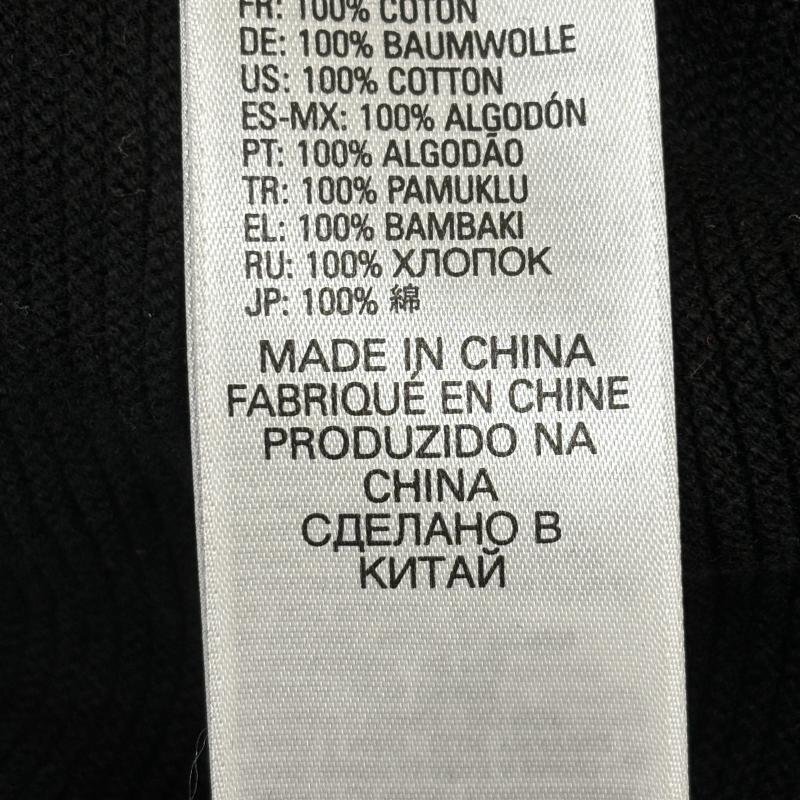 FR: 100% COTON
DE: 100% BAUMWOLLE
US: 100% COTTON
ES-MX: 100% ALGODÓN
PT: 100% ALGODÃO
TR: 100% PAMUKLU
EL: 100% BAMBAKI
RU: 100% ХЛОПОК
JP: 100% 綿
MADE IN CHINA
FABRIQUÉ EN CHINE
PRODUZIDO NA
CHINA
СДЕЛАНО В
КИТАЙ